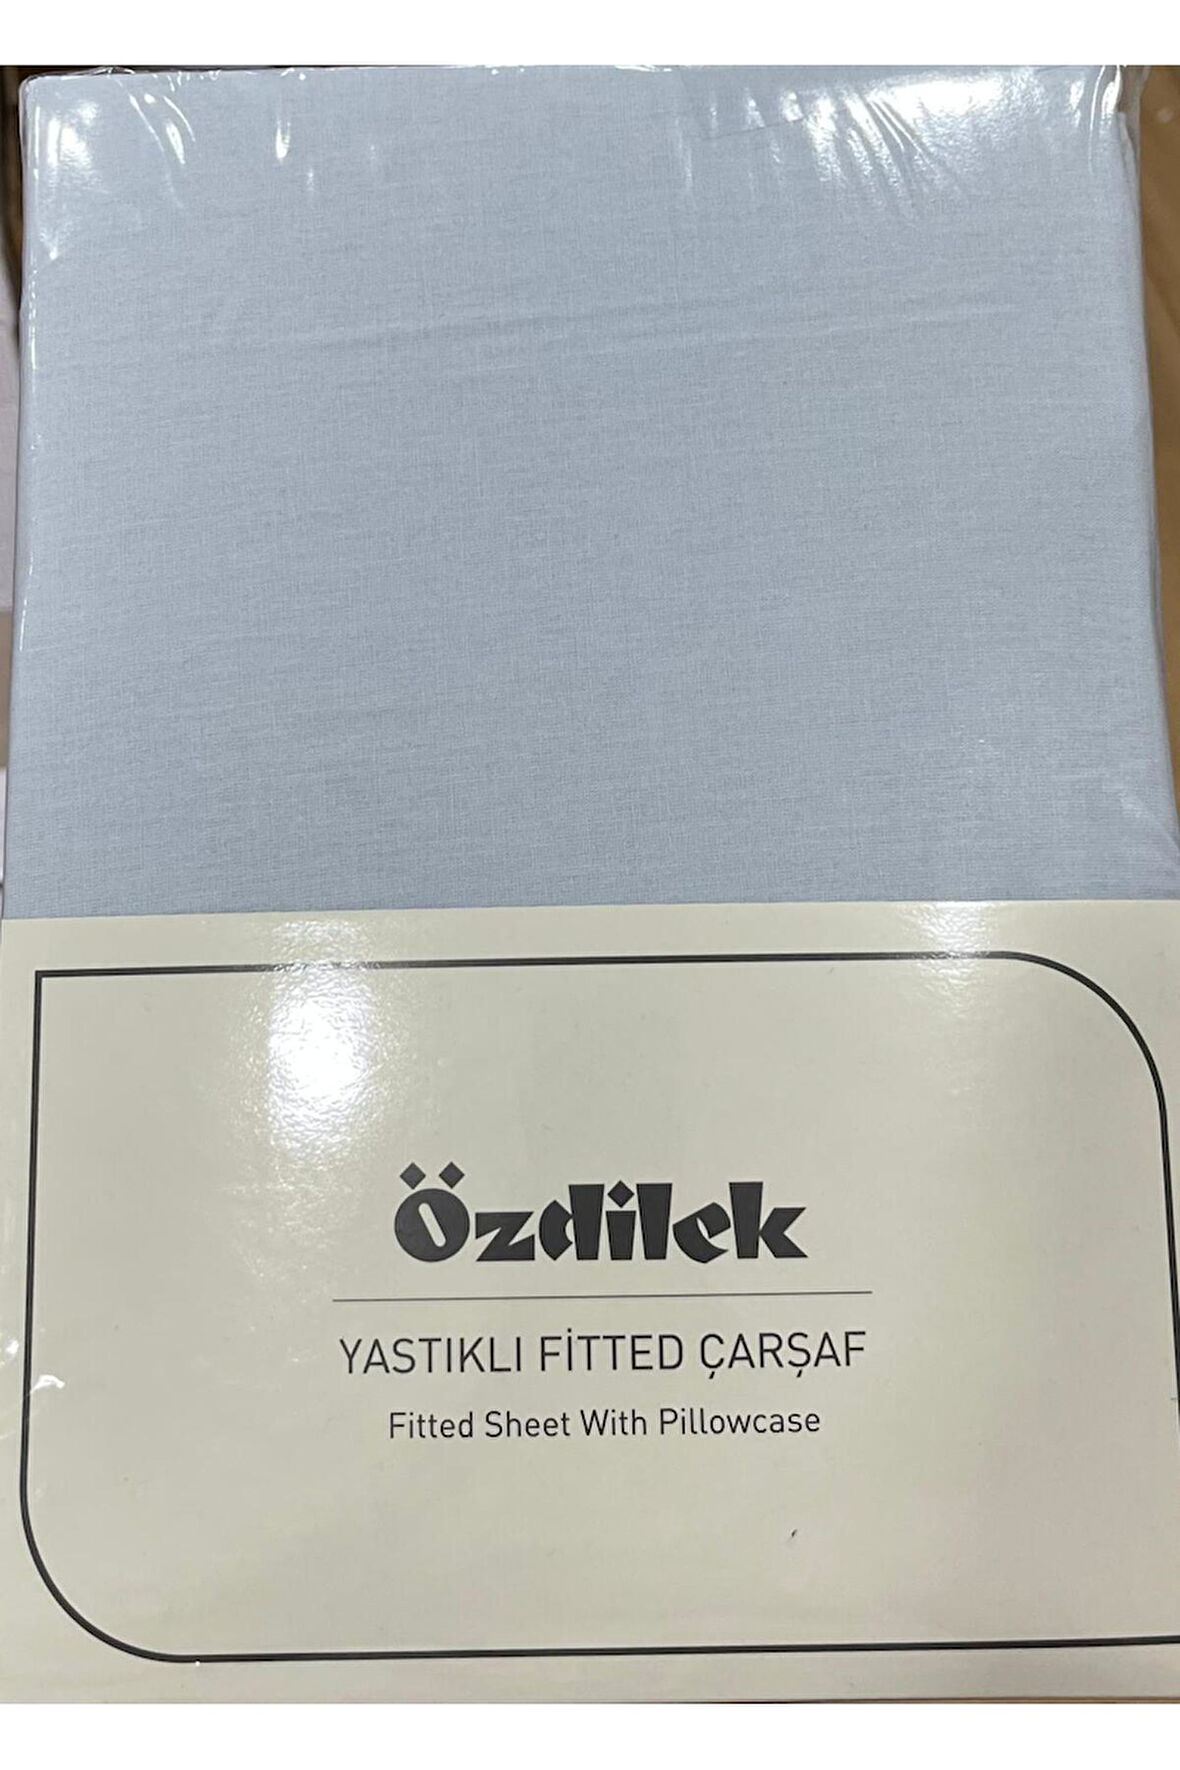 özdilek
YASTIKLI FİTTED ÇARŞAF
Fitted Sheet With Pillowcase